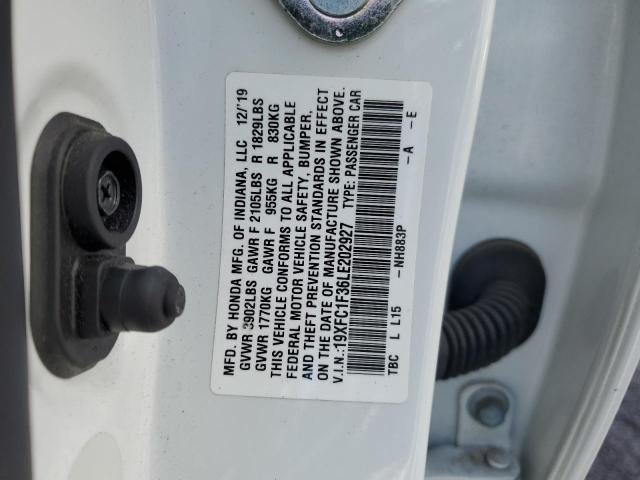 MFD. BY HONDA MFG. OF INDIANA, LLC 12/'19
GVWR 3902LBS GAWR F 2105LBS R 1829LBS
GVWR 1770KG GAWR F 955KG R 830KG
THIS VEHICLE CONFORMS TO ALL APPLICABLE
FEDERAL MOTOR VEHICLE SAFETY, BUMPER,
AND THEFT PREVENTION STANDARDS IN EFFECT
ON THE DATE OF MANUFACTURE SHOWN ABOVE.
V.I.N.:19XFC1F36LE202927 TYPE: PASSENGER CAR
TBC L L15 -NH883P -A -E